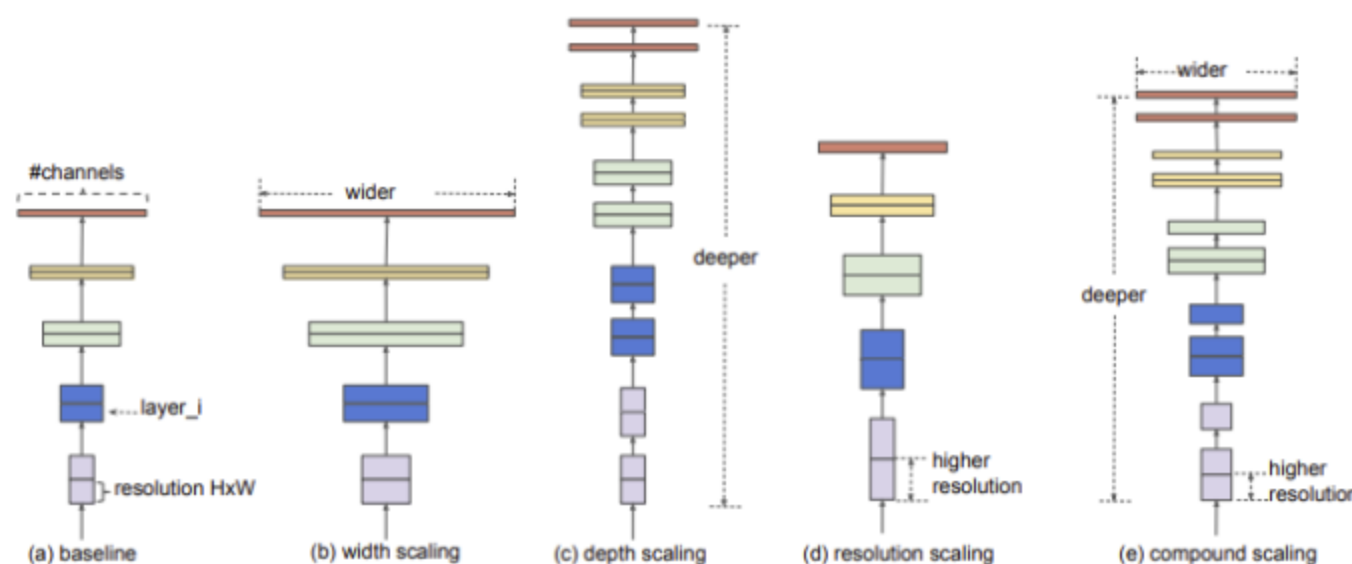 #channels
layer_i
resolution HxW
(a) baseline
wider
(b) width scaling
deeper
(c) depth scaling
higher
resolution
(d) resolution scaling
wider
deeper
higher
resolution
(e) compound scaling